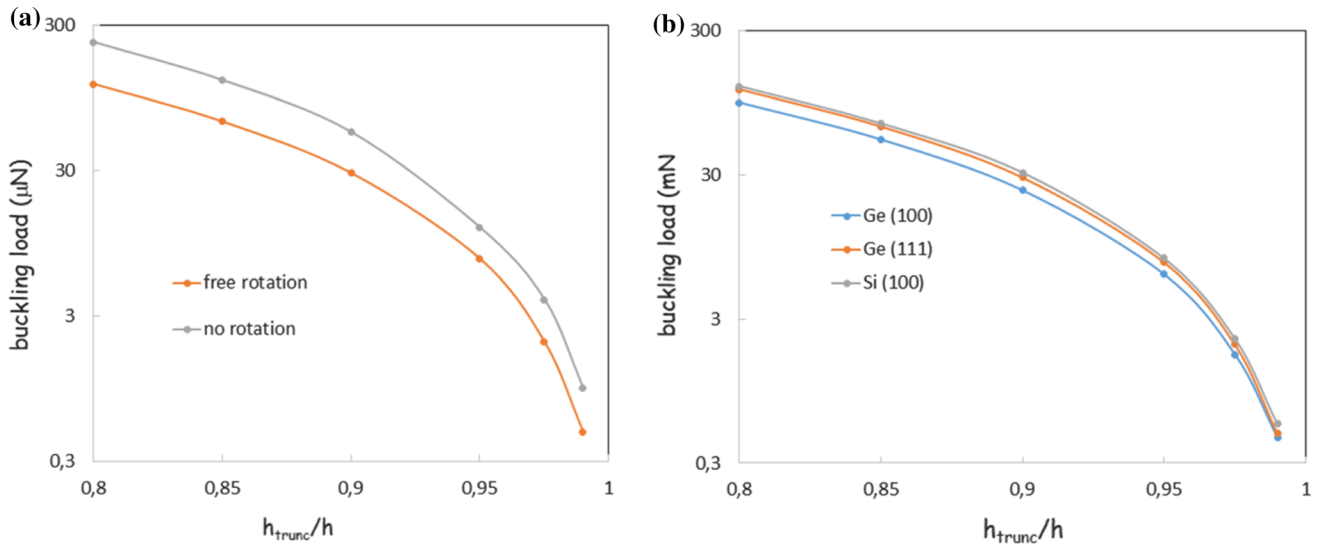 (a)
300
30
3
0,3
buckling load (μN)
free rotation
no rotation
0,8 0,85 0,9 0,95 1
htrunc/h
(b)
300
30
3
0,3
buckling load (mN)
Ge (100)
Ge (111)
Si (100)
0,8 0,85 0,9 0,95 1
htrunc/h